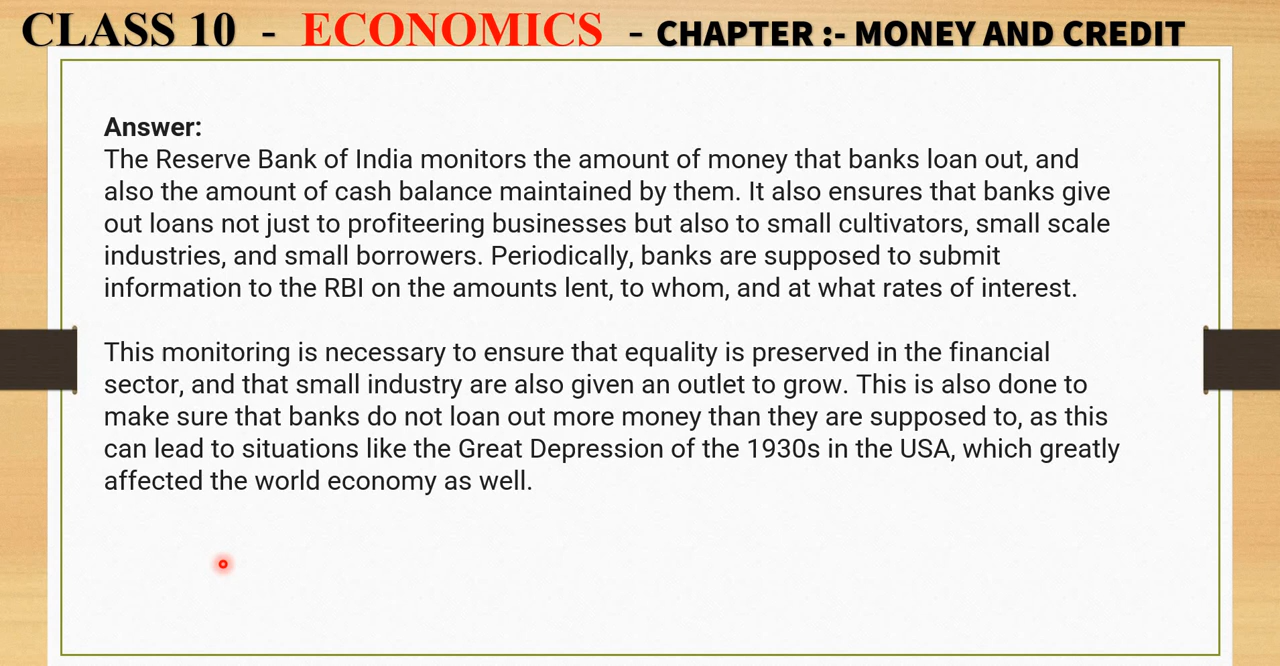 CLASS 10 - ECONOMICS - CHAPTER :- MONEY AND CREDIT
Answer:
The Reserve Bank of India monitors the amount of money that banks loan out, and
also the amount of cash balance maintained by them. It also ensures that banks give
out loans not just to profiteering businesses but also to small cultivators, small scale
industries, and small borrowers. Periodically, banks are supposed to submit
information to the RBI on the amounts lent, to whom, and at what rates of interest.
This monitoring is necessary to ensure that equality is preserved in the financial
sector, and that small industry are also given an outlet to grow. This is also done to
make sure that banks do not loan out more money than they are supposed to, as this
can lead to situations like the Great Depression of the 1930s in the USA, which greatly
affected the world economy as well.